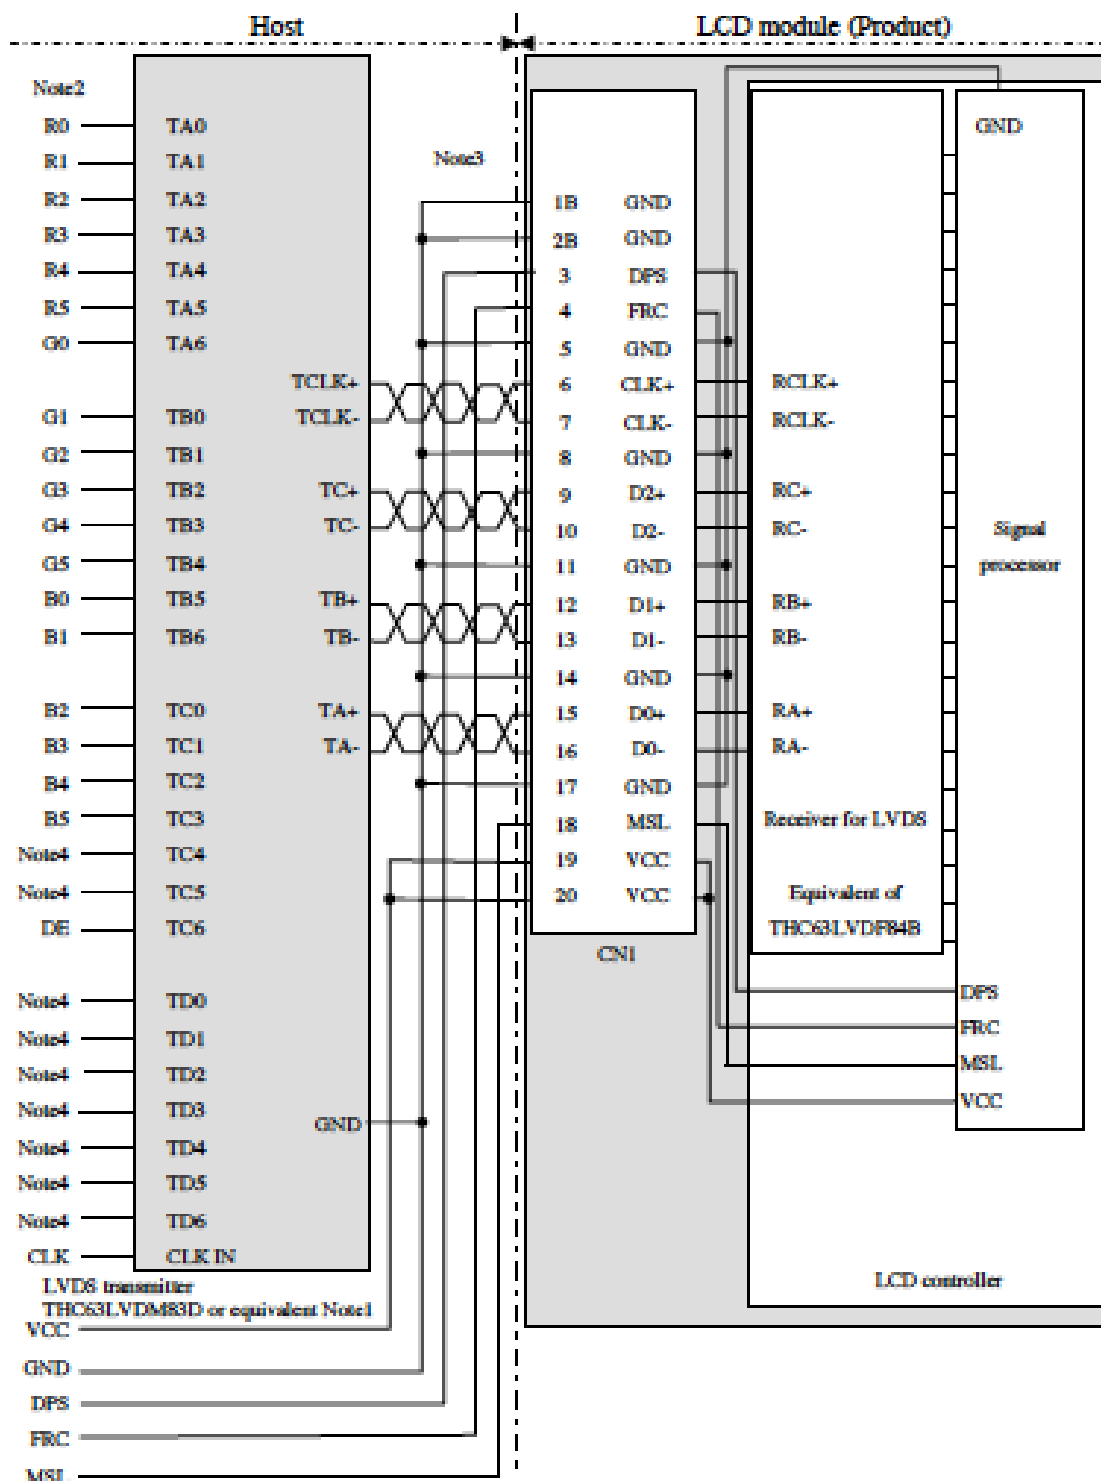 Host
LCD module (Product)
Note2
R0 TA0
R1 TA1
R2 TA2
R3 TA3
R4 TA4
R5 TA5
G0 TA6
G1 TB0
G2 TB1
G3 TB2
G4 TB3
G5 TB4
B0 TB5
B1 TB6
B2 TC0
B3 TC1
B4 TC2
B5 TC3
Note4 TC4
Note4 TC5
DE TC6
Note4 TD0
Note4 TD1
Note4 TD2
Note4 TD3
Note4 TD4
Note4 TD5
Note4 TD6
CLK CLK IN
TCLK+
TCLK-
TC+
TC-
TB+
TB-
TA+
TA-
GND
LVDS transmitter
THC63LVDM83D or equivalent Note1
VCC
GND
DPS
FRC
MSL
Note3
1B GND
2B GND
3 DPS
4 FRC
5 GND
6 CLK+
7 CLK-
8 GND
9 D2+
10 D2-
11 GND
12 D1+
13 D1-
14 GND
15 D0+
16 D0-
17 GND
18 MSL
19 VCC
20 VCC
CN1
RCLK+
RCLK-
RC+
RC-
RB+
RB-
RA+
RA-
Receiver for LVDS
Equivalent of
THC63LVDF84B
GND
Signal
processor
DPS
FRC
MSL
VCC
LCD controller